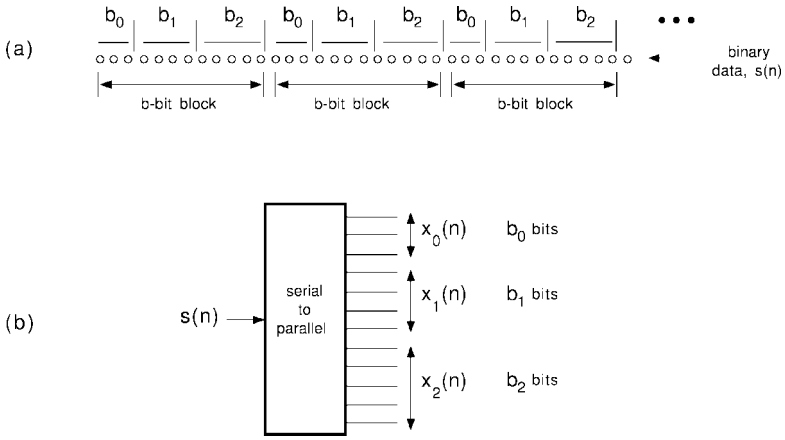 b0 b1 b2 b0 b1 b2 b0 b1 b2 •••
(a)
binary
data, s(n)
b-bit block b-bit block b-bit block
x0(n) b0 bits
serial
to
parallel
x1(n) b1 bits
s(n)
(b)
x2(n) b2 bits